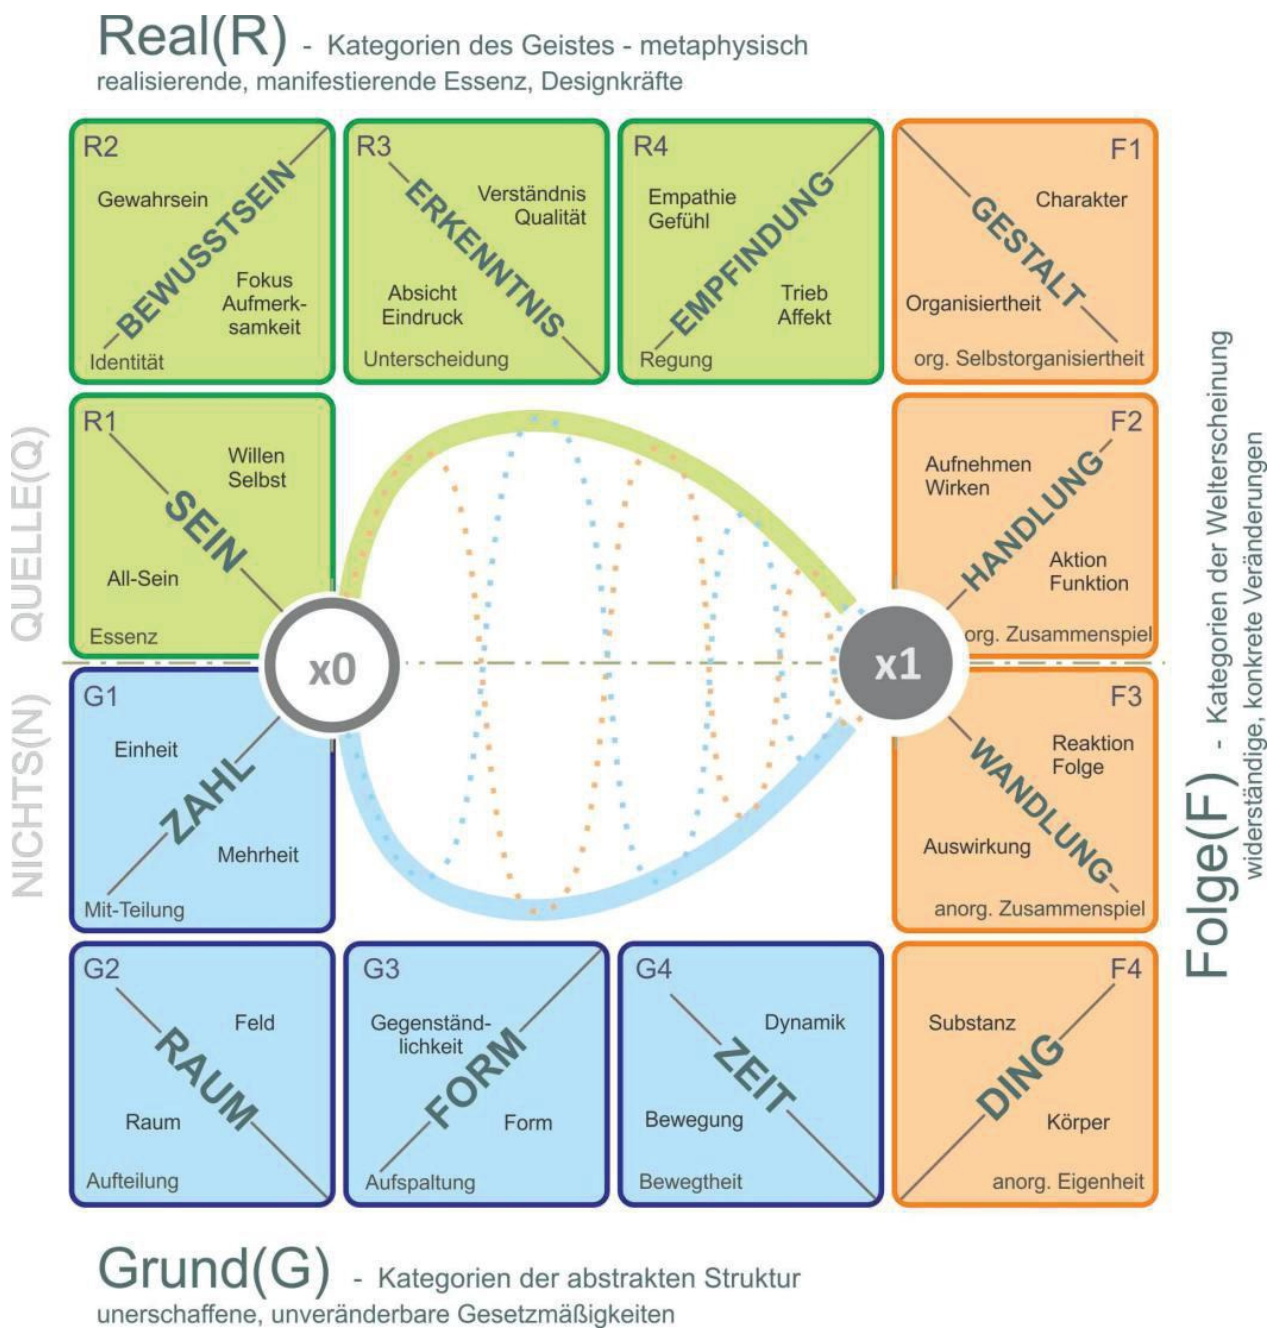 Real(R) - Kategorien des Geistes - metaphysisch
realisierende, manifestierende Essenz, Designkräfte
R2
Gewahrsein
BEWUSSTSEIN
Fokus
Aufmerk-
samkeit
Identität
R3
Verständnis
Qualität
ERKENNTNIS
Absicht
Eindruck
Unterscheidung
R4
Empathie
Gefühl
EMPFINDUNG
Trieb
Affekt
Regung
F1
Charakter
GESTALT
Organisiertheit
org. Selbstorganisiertheit
QUELLE(Q)
R1
Willen
Selbst
SEIN
All-Sein
Essenz
F2
Aufnehmen
Wirken
HANDLUNG
Aktion
Funktion
org. Zusammenspiel
x0
x1
NICHTS(N)
G1
Einheit
ZAHL
Mehrheit
Mit-Teilung
F3
Reaktion
Folge
WANDLUNG
Auswirkung
anorg. Zusammenspiel
G2
Feld
RAUM
Raum
Aufteilung
G3
Gegenständ-
lichkeit
FORM
Form
Aufspaltung
G4
Dynamik
ZEIT
Bewegung
Bewegtheit
F4
Substanz
DING
Körper
anorg. Eigenheit
Folge(F) - Kategorien der Welterscheinung
widerständige, konkrete Veränderungen
Grund(G) - Kategorien der abstrakten Struktur
unerschaffene, unveränderbare Gesetzmäßigkeiten